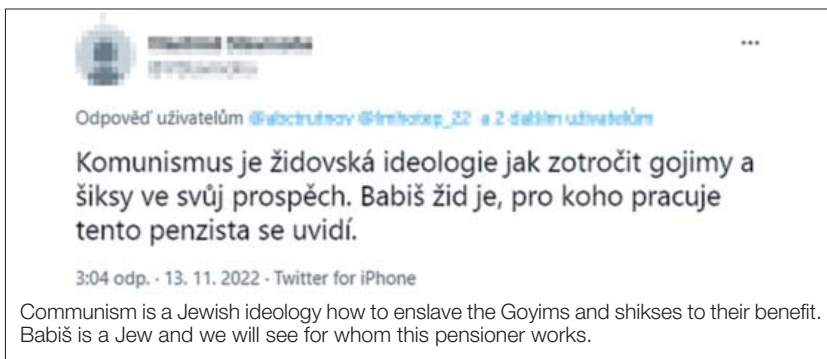 Odpověď uživatelům a 2 dalším uživatelům
Komunismus je židovská ideologie jak zotročit gojimy a
šiksy ve svůj prospěch. Babiš žid je, pro koho pracuje
tento penzista se uvidí.
3:04 odp. · 13. 11. 2022 · Twitter for iPhone
Communism is a Jewish ideology how to enslave the Goyims and shikses to their benefit.
Babiš is a Jew and we will see for whom this pensioner works.